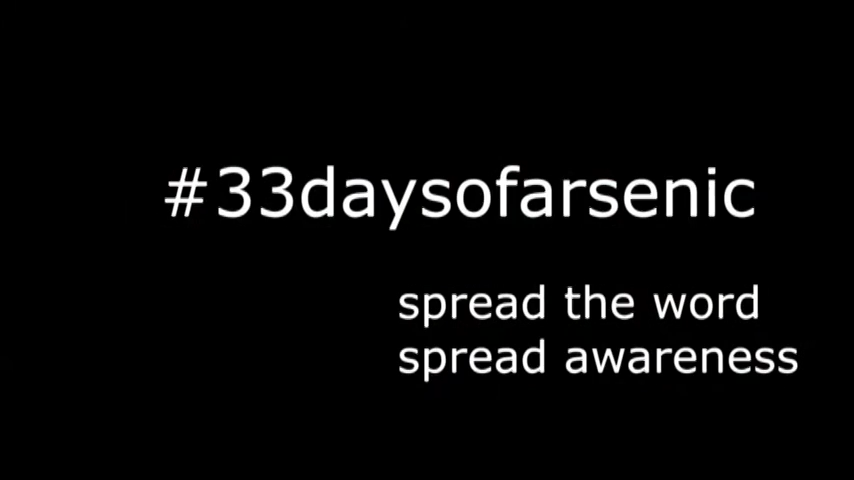 #33daysofarsenic
spread the word
spread awareness